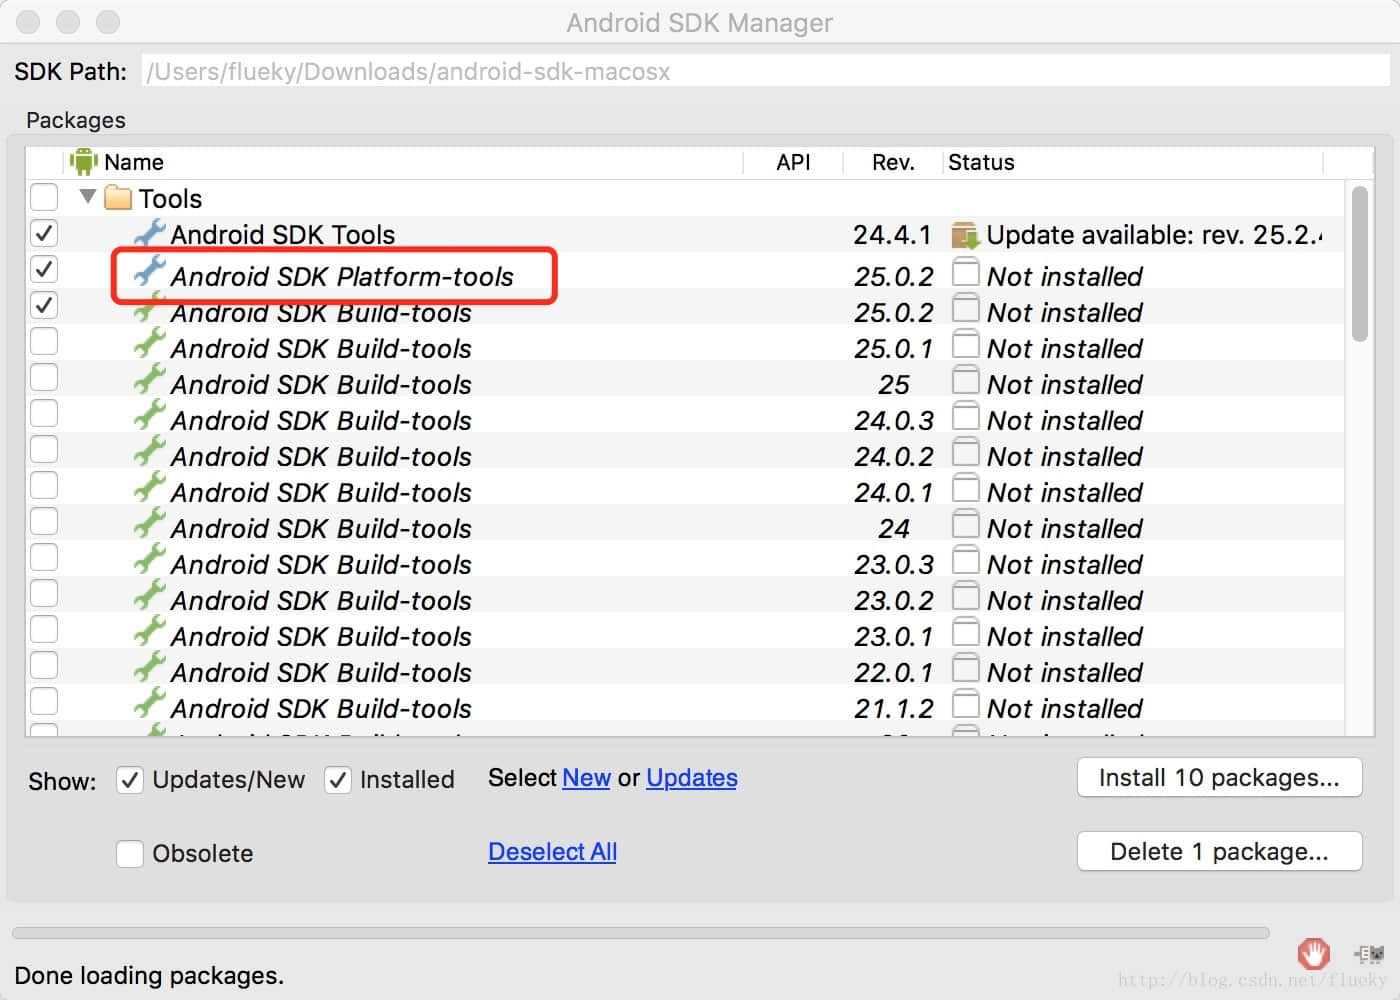 Android SDK Manager
SDK Path: /Users/flueky/Downloads/android-sdk-macosx
Packages
Name API Rev. Status
Tools
Android SDK Tools 24.4.1 Update available: rev. 25.2.4
Android SDK Platform-tools 25.0.2 Not installed
Android SDK Build-tools 25.0.2 Not installed
Android SDK Build-tools 25.0.1 Not installed
Android SDK Build-tools 25 Not installed
Android SDK Build-tools 24.0.3 Not installed
Android SDK Build-tools 24.0.2 Not installed
Android SDK Build-tools 24.0.1 Not installed
Android SDK Build-tools 24 Not installed
Android SDK Build-tools 23.0.3 Not installed
Android SDK Build-tools 23.0.2 Not installed
Android SDK Build-tools 23.0.1 Not installed
Android SDK Build-tools 22.0.1 Not installed
Android SDK Build-tools 21.1.2 Not installed
Show: Updates/New Installed Select New or Updates Install 10 packages...
Obsolete Deselect All Delete 1 package...
Done loading packages.
http://blog.csdn.net/flueky